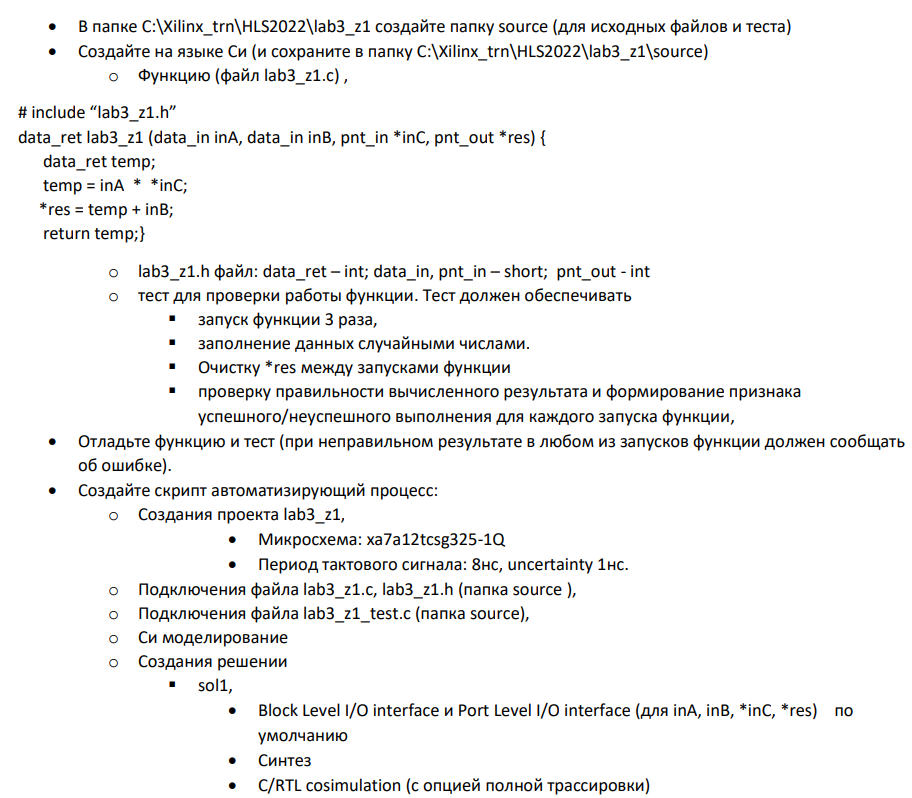 • В папке C:\Xilinx_trn\HLS2022\lab3_z1 создайте папку source (для исходных файлов и теста)
• Создайте на языке Си (и сохраните в папку C:\Xilinx_trn\HLS2022\lab3_z1\source)
o Функцию (файл lab3_z1.c) ,
# include “lab3_z1.h”
data_ret lab3_z1 (data_in inA, data_in inB, pnt_in *inC, pnt_out *res) {
data_ret temp;
temp = inA * *inC;
*res = temp + inB;
return temp;}
o lab3_z1.h файл: data_ret – int; data_in, pnt_in – short; pnt_out - int
o тест для проверки работы функции. Тест должен обеспечивать
▪ запуск функции 3 раза,
▪ заполнение данных случайными числами.
▪ Очистку *res между запусками функции
▪ проверку правильности вычисленного результата и формирование признака
успешного/неуспешного выполнения для каждого запуска функции,
• Отладьте функцию и тест (при неправильном результате в любом из запусков функции должен сообщать
об ошибке).
• Создайте скрипт автоматизирующий процесс:
o Создания проекта lab3_z1,
• Микросхема: xa7a12tcsg325-1Q
• Период тактового сигнала: 8нс, uncertainty 1нс.
o Подключения файла lab3_z1.c, lab3_z1.h (папка source ),
o Подключения файла lab3_z1_test.c (папка source),
o Си моделирование
o Создания решении
▪ sol1,
• Block Level I/O interface и Port Level I/O interface (для inA, inB, *inC, *res) по
умолчанию
• Синтез
• C/RTL cosimulation (с опцией полной трассировки)